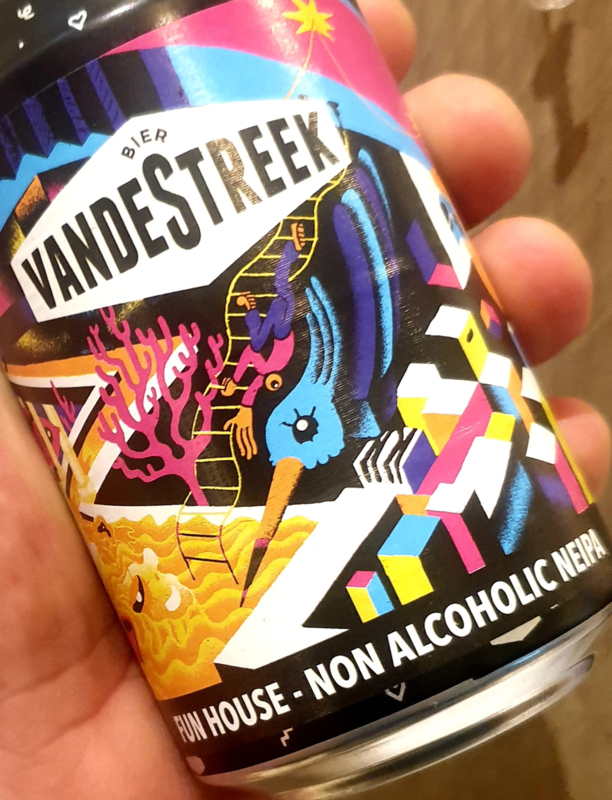 BIER
VANDESTREEK
FUN HOUSE - NON ALCOHOLIC NEIPA